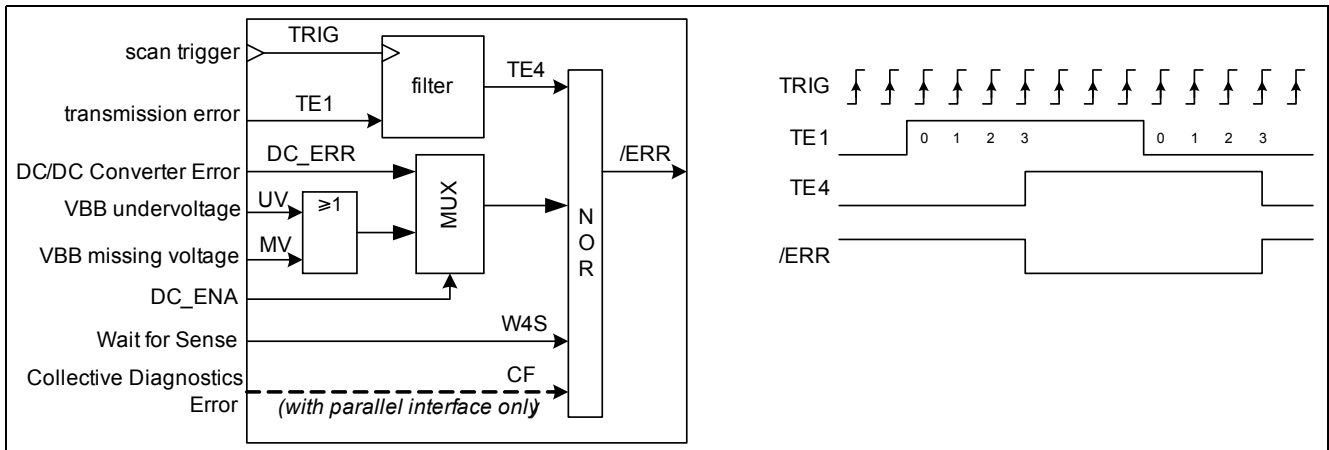 scan trigger
TRIG
filter
TE4
transmission error
TE1
DC/DC Converter Error
DC_ERR
MUX
/ERR
VBB undervoltage
UV
≥1
NOR
VBB missing voltage
MV
DC_ENA
Wait for Sense
W4S
Collective Diagnostics
Error
CF
(with parallel interface only)
TRIG
TE1
0 1 2 3 0 1 2 3
TE4
/ERR